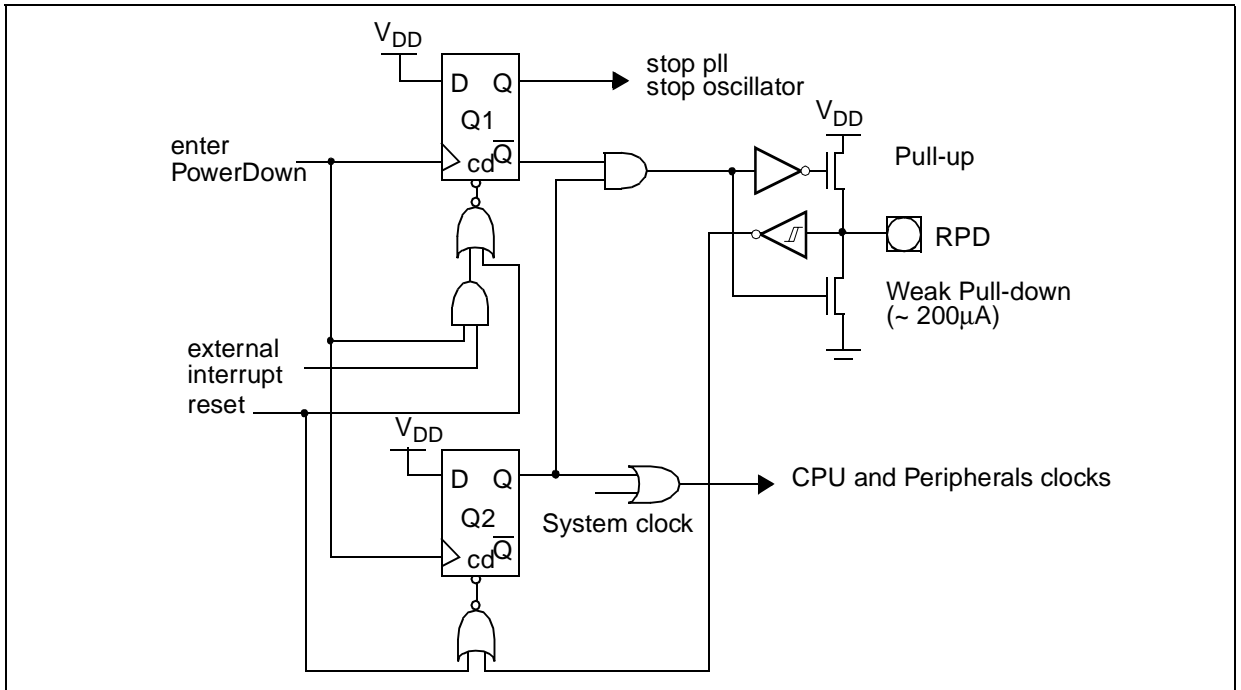 VDD
D Q
Q1
cd Q̅
stop pll
stop oscillator
enter
PowerDown
VDD
Pull-up
RPD
Weak Pull-down
(~ 200μA)
external
interrupt
reset
VDD
D Q
Q2
cd Q̅
System clock
CPU and Peripherals clocks